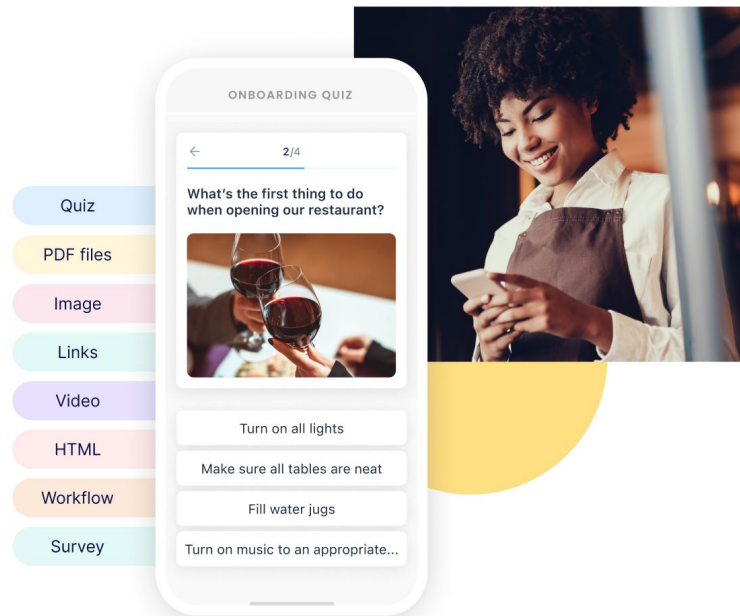 ONBOARDING QUIZ
2/4
What's the first thing to do
when opening our restaurant?
Turn on all lights
Make sure all tables are neat
Fill water jugs
Turn on music to an appropriate...
Quiz
PDF files
Image
Links
Video
HTML
Workflow
Survey